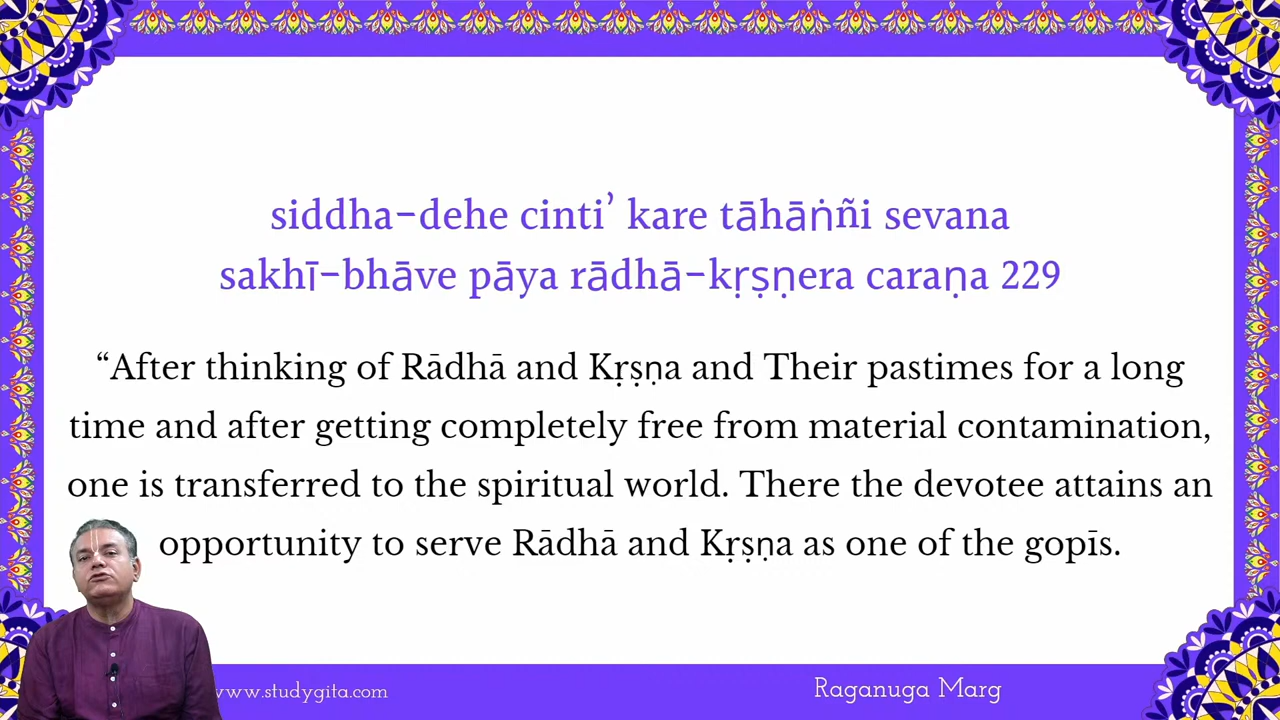 siddha-dehe cinti’ kare tāhāṅñi sevana
sakhī-bhāve pāya rādhā-kṛṣṇera caraṇa 229
“After thinking of Rādhā and Kṛṣṇa and Their pastimes for a long
time and after getting completely free from material contamination,
one is transferred to the spiritual world. There the devotee attains an
opportunity to serve Rādhā and Kṛṣṇa as one of the gopīs.
www.studygita.com
Raganuga Marg